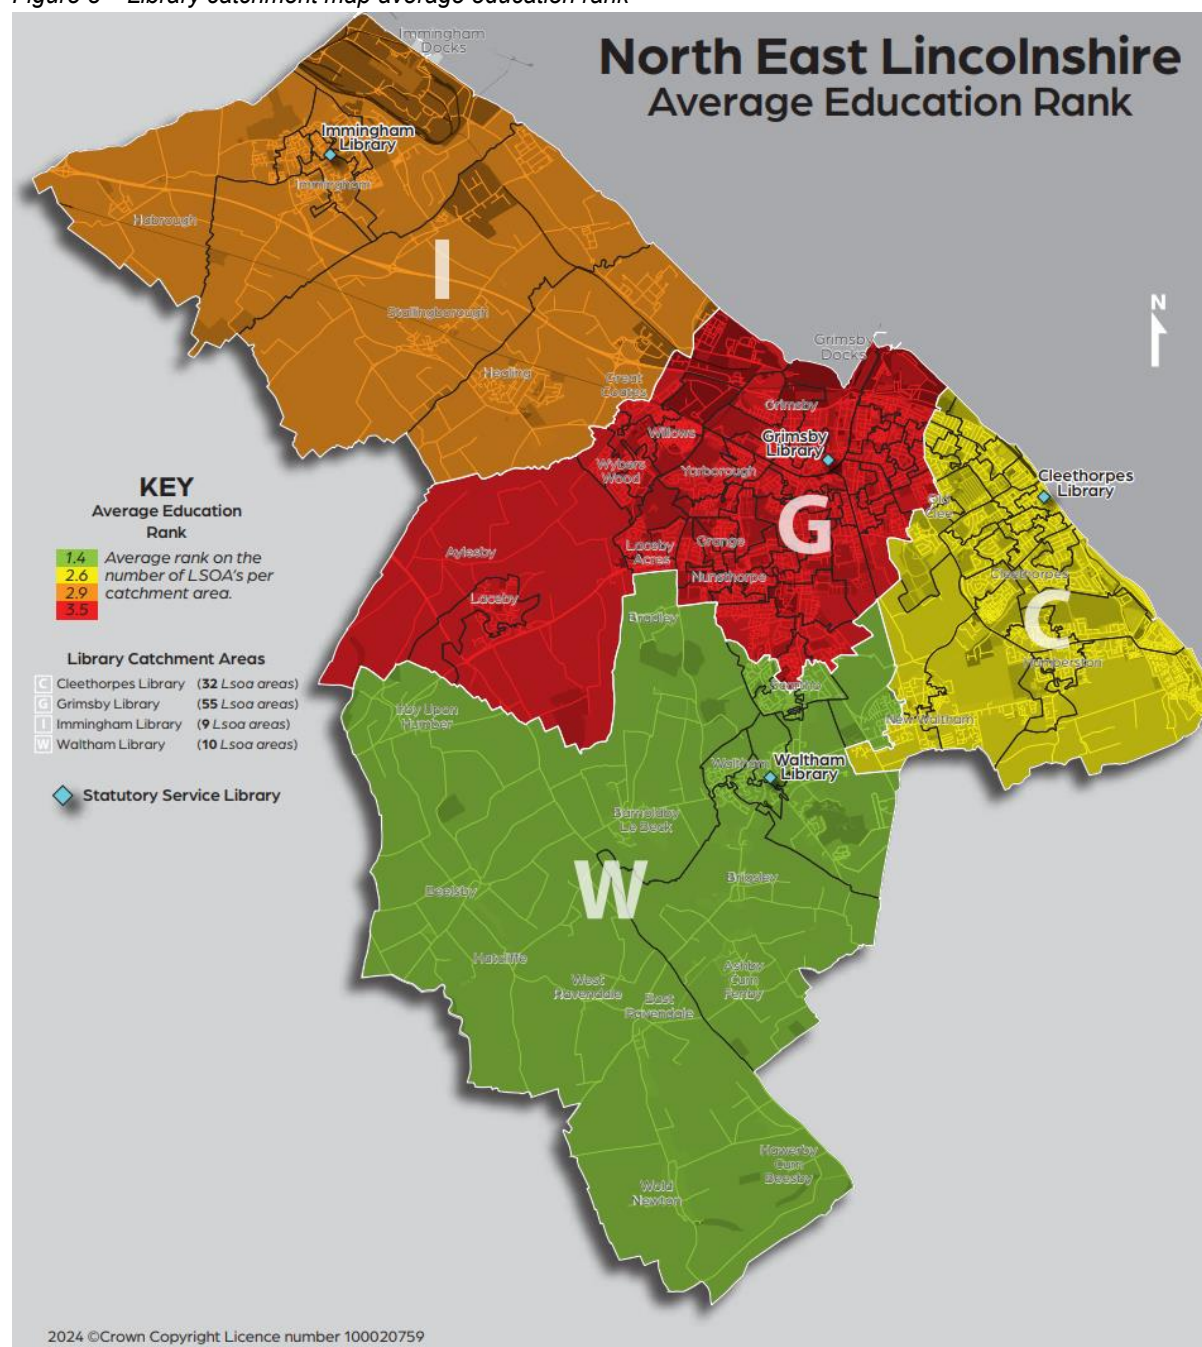 Figure 8 – Library catchment map average education rank
North East Lincolnshire
Average Education Rank
Immingham
Docks
Immingham
Library
Immingham
Habrough
I
Stallingborough
Healing
Great
Coates
N
Grimsby
Docks
Grimsby
Willows
Grimsby
Library
Wybers
Wood
Yarborough
Cleethorpes
Library
Old
Clee
G
Grange
Laceby
Acres
Nunsthorpe
Aylesby
Laceby
Cleethorpes
C
Humberston
Bradley
Scartho
New Waltham
Irby Upon
Humber
Waltham
Waltham
Library
Barnoldby
Le Beck
W
Brigsley
Beelsby
Hatcliffe
West
Ravendale
East
Ravendale
Ashby
Cum
Fenby
Hawerby
Cum
Beesby
Wold
Newton
KEY
Average Education
Rank
1.4 Average rank on the
2.6 number of LSOA's per
2.9 catchment area.
3.5
Library Catchment Areas
C Cleethorpes Library (32 Lsoa areas)
G Grimsby Library (55 Lsoa areas)
I Immingham Library (9 Lsoa areas)
W Waltham Library (10 Lsoa areas)
Statutory Service Library
2024 ©Crown Copyright Licence number 100020759